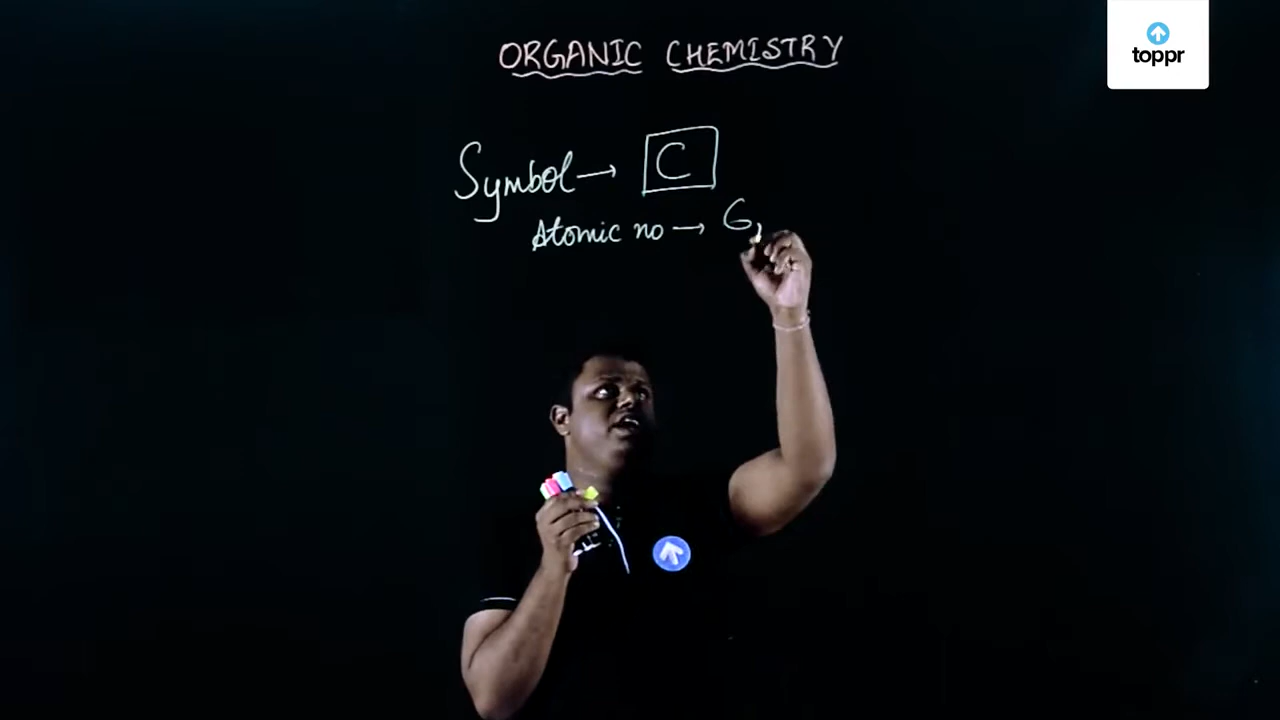 toppr
ORGANIC CHEMISTRY
Symbol → C
Atomic no → 6,